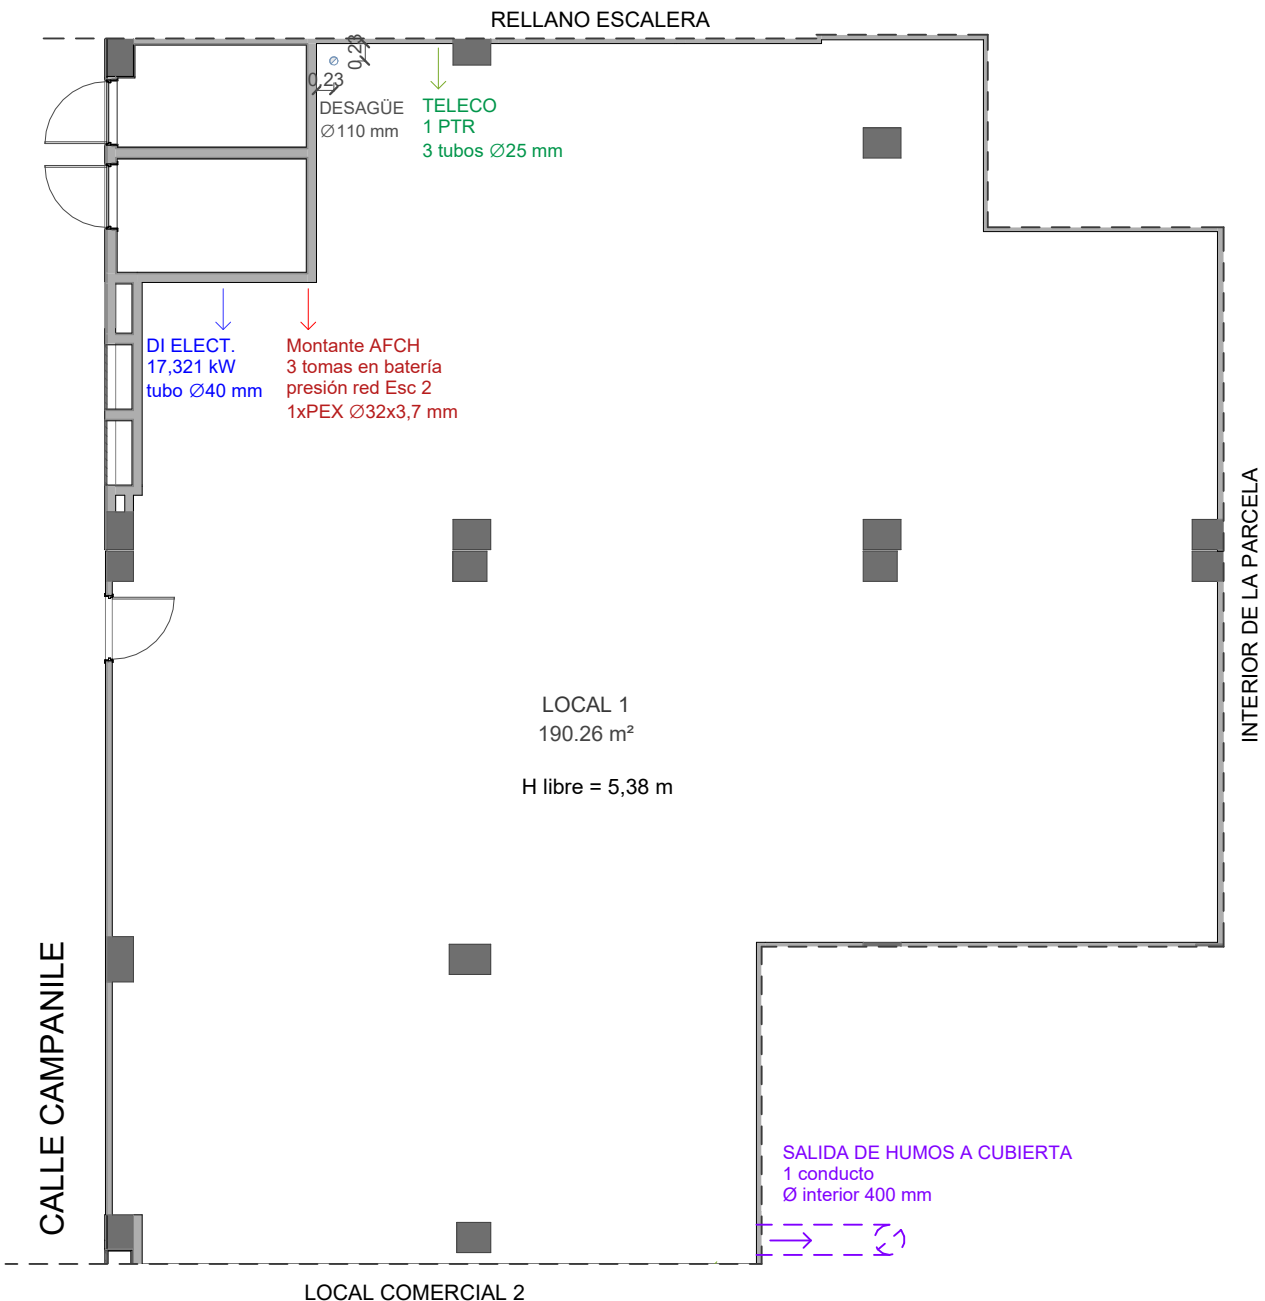 RELLANO ESCALERA
0,23
0,23
DESAGÜE
Ø110 mm
TELECO
1 PTR
3 tubos Ø25 mm
DI ELECT.
17,321 kW
tubo Ø40 mm
Montante AFCH
3 tomas en batería
presión red Esc 2
1xPEX Ø32x3,7 mm
INTERIOR DE LA PARCELA
LOCAL 1
190.26 m²
H libre = 5,38 m
CALLE CAMPANILE
SALIDA DE HUMOS A CUBIERTA
1 conducto
Ø interior 400 mm
LOCAL COMERCIAL 2